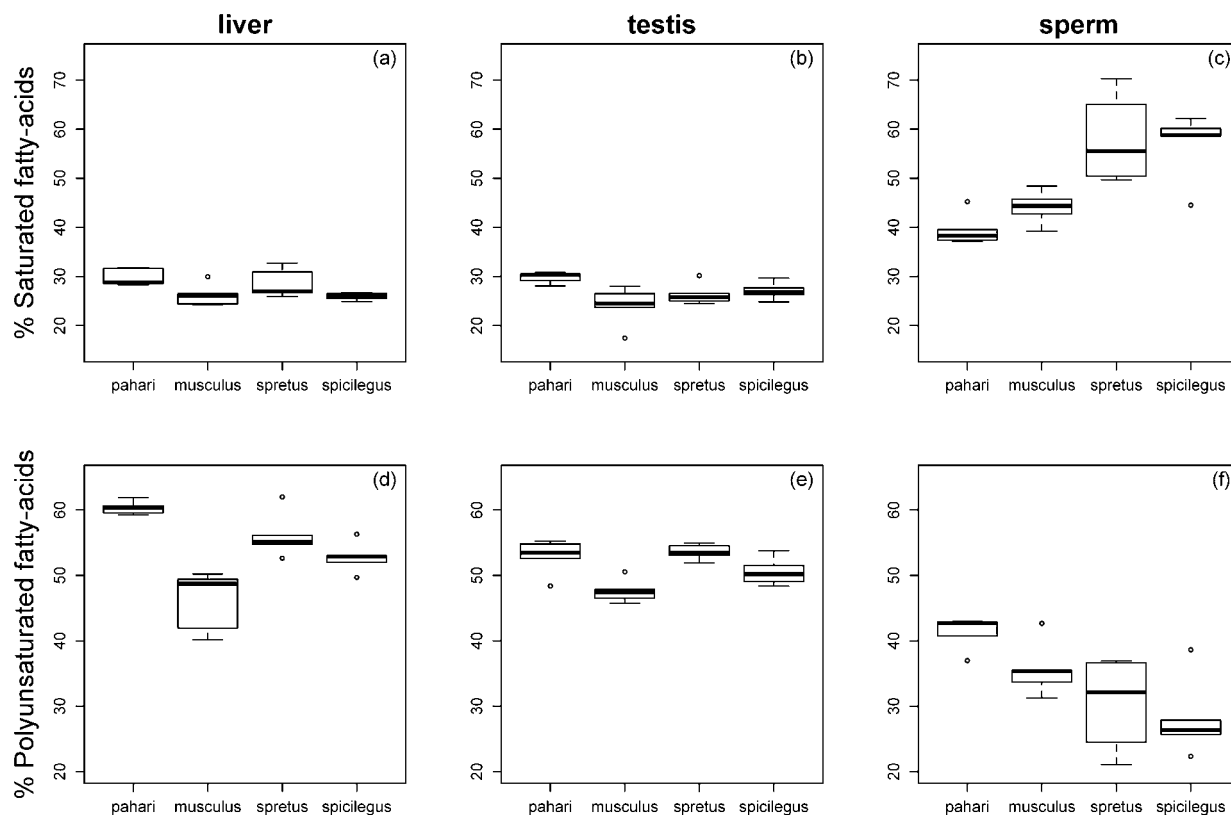 liver testis sperm
(a) (b) (c)
% Saturated fatty-acids
70 70 70
60 60 60
50 50 50
40 40 40
30 30 30
20 20 20
pahari musculus spretus spicilegus pahari musculus spretus spicilegus pahari musculus spretus spicilegus
(d) (e) (f)
% Polyunsaturated fatty-acids
60 60 60
50 50 50
40 40 40
30 30 30
20 20 20
pahari musculus spretus spicilegus pahari musculus spretus spicilegus pahari musculus spretus spicilegus